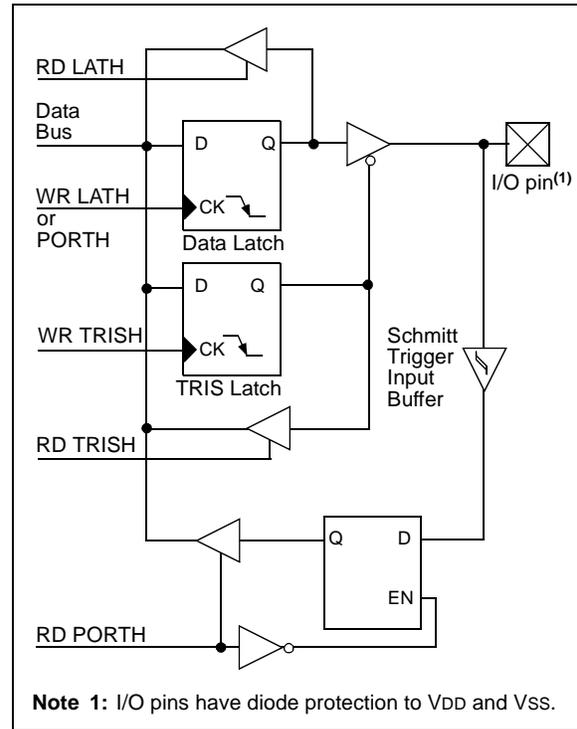 RD LATH
Data
Bus
D Q
I/O pin(1)
WR LATH
or
PORTH
CK
Data Latch
D Q
WR TRISH
CK
TRIS Latch
Schmitt
Trigger
Input
Buffer
RD TRISH
Q D
EN
RD PORTH
Note 1: I/O pins have diode protection to VDD and VSS.